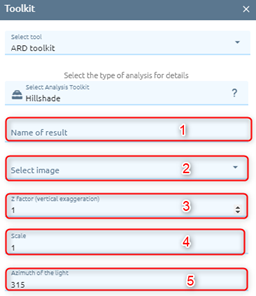 Toolkit
×
Select tool
ARD toolkit
Select the type of analysis for details
Select Analysis Toolkit
Hillshade
?
Name of result
1
Select image
2
Z factor (vertical exaggeration)
1
3
Scale
1
4
Azimuth of the light
315
5